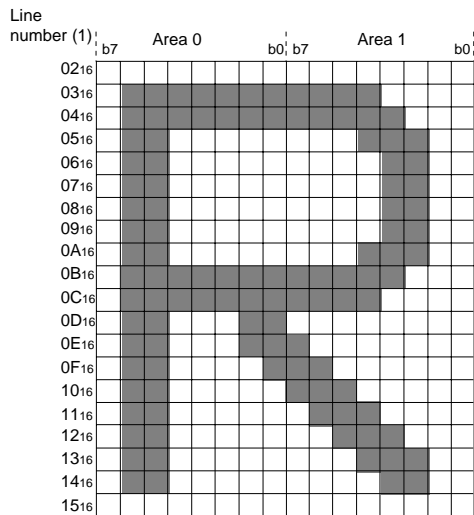 Line
number (1)
b7 Area 0 b0 b7 Area 1 b0
02₁₆
03₁₆
04₁₆
05₁₆
06₁₆
07₁₆
08₁₆
09₁₆
0A₁₆
0B₁₆
0C₁₆
0D₁₆
0E₁₆
0F₁₆
10₁₆
11₁₆
12₁₆
13₁₆
14₁₆
15₁₆